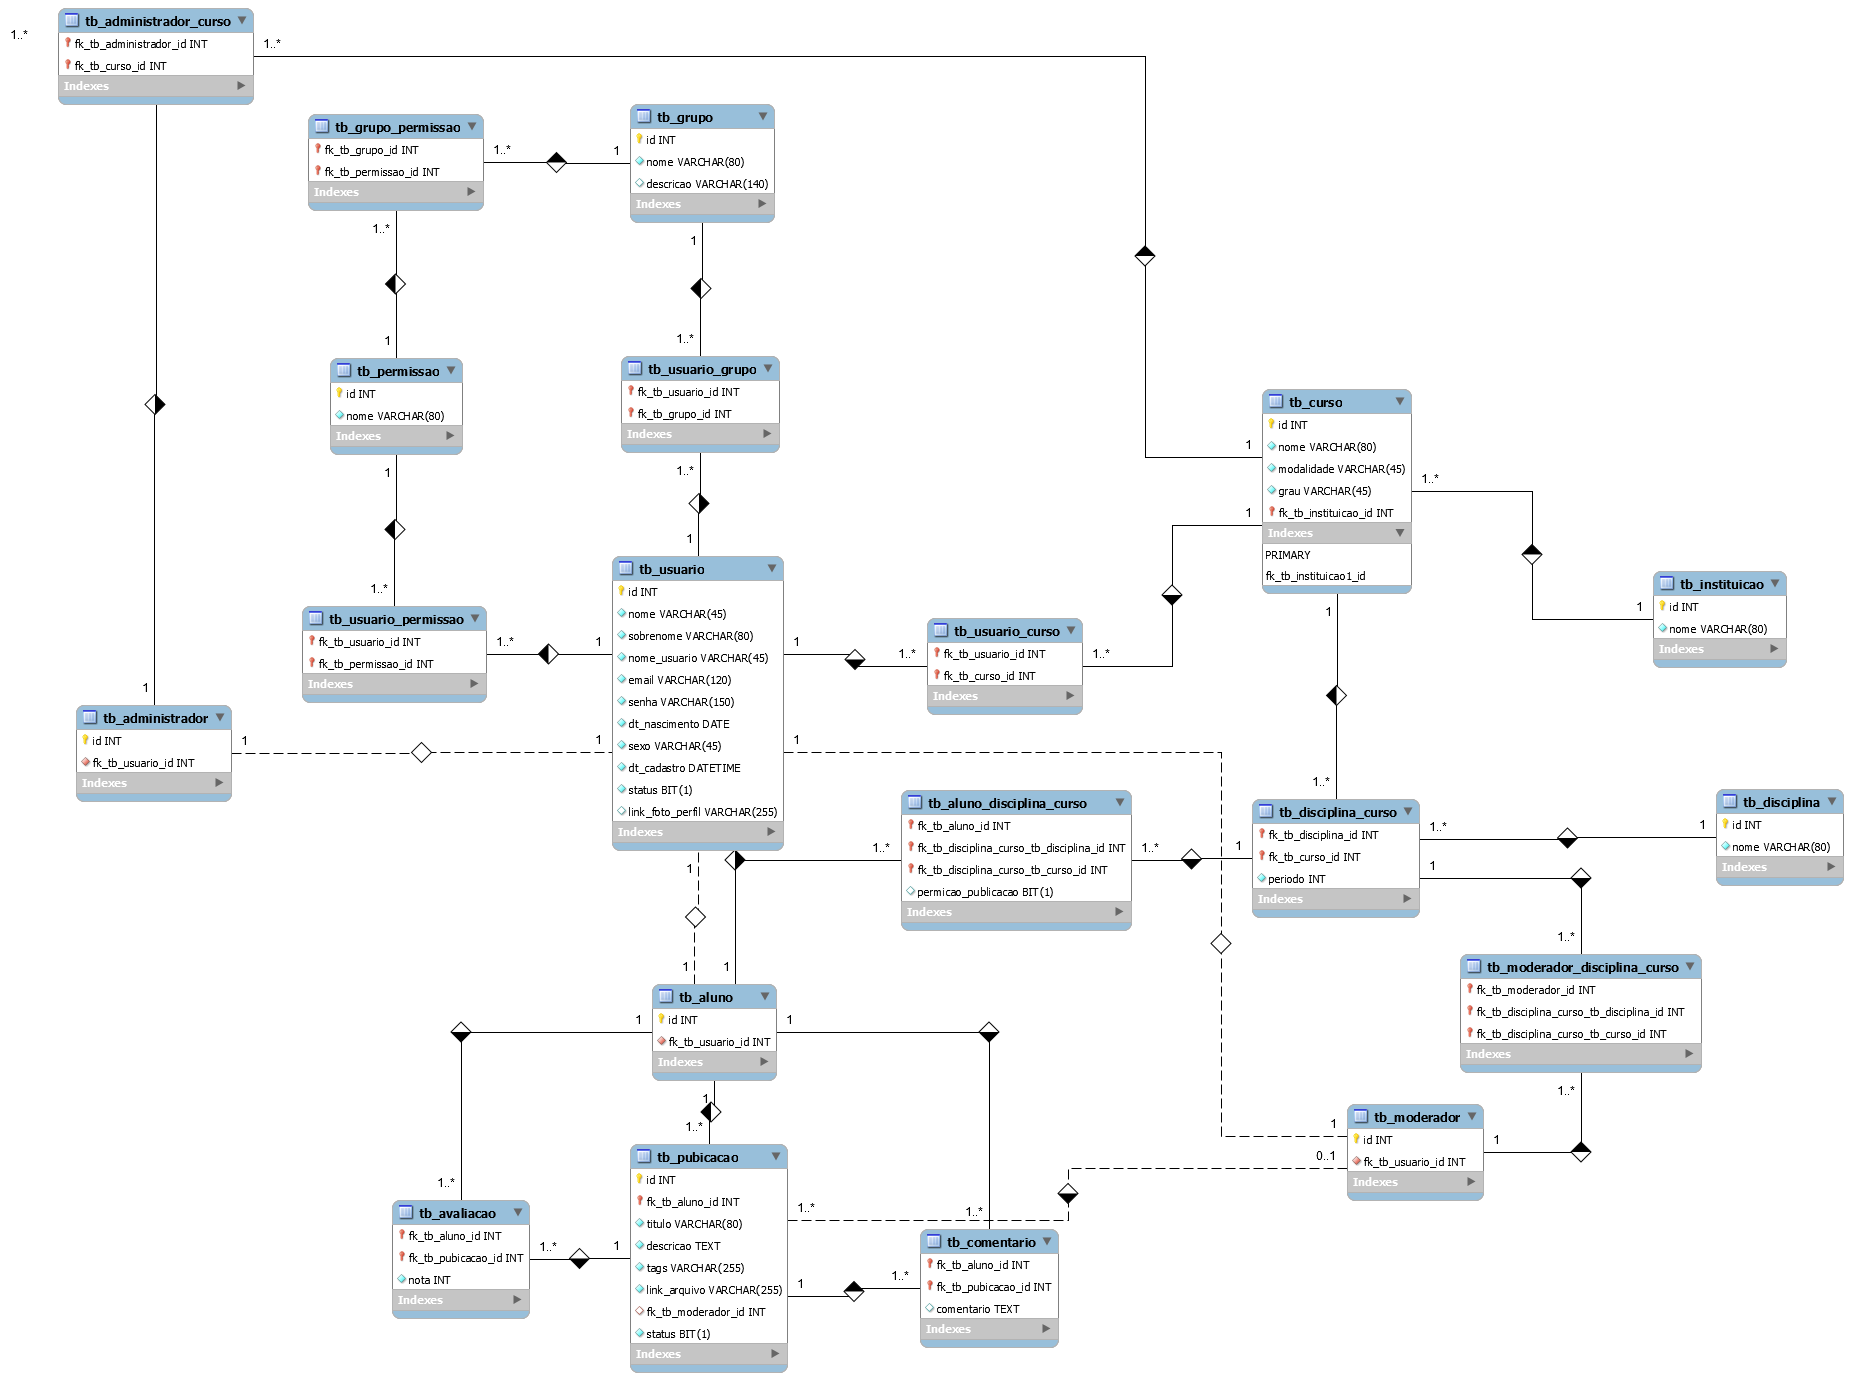 tb_administrador_curso
fk_tb_administrador_id INT
fk_tb_curso_id INT
Indexes
1..*
1..*
1
tb_grupo_permissao
fk_tb_grupo_id INT
fk_tb_permissao_id INT
Indexes
1..*
1
1..*
1
tb_grupo
id INT
nome VARCHAR(80)
descricao VARCHAR(140)
Indexes
1
1..*
tb_permissao
id INT
nome VARCHAR(80)
Indexes
1
1..*
tb_usuario_grupo
fk_tb_usuario_id INT
fk_tb_grupo_id INT
Indexes
1..*
1
tb_curso
id INT
nome VARCHAR(80)
modalidade VARCHAR(45)
grau VARCHAR(45)
fk_tb_instituicao_id INT
Indexes
PRIMARY
fk_tb_instituicao1_id
1
1
1..*
1
1
1..*
tb_instituicao
id INT
nome VARCHAR(80)
Indexes
tb_usuario_permissao
fk_tb_usuario_id INT
fk_tb_permissao_id INT
Indexes
1..*
1
tb_usuario
id INT
nome VARCHAR(45)
sobrenome VARCHAR(80)
nome_usuario VARCHAR(45)
email VARCHAR(120)
senha VARCHAR(150)
dt_nascimento DATE
sexo VARCHAR(45)
dt_cadastro DATETIME
status BIT(1)
link_foto_perfil VARCHAR(255)
Indexes
1
1..*
tb_usuario_curso
fk_tb_usuario_id INT
fk_tb_curso_id INT
Indexes
1..*
tb_administrador
id INT
fk_tb_usuario_id INT
Indexes
1
1
1
tb_aluno_disciplina_curso
fk_tb_aluno_id INT
fk_tb_disciplina_curso_tb_disciplina_id INT
fk_tb_disciplina_curso_tb_curso_id INT
permicao_publicacao BIT(1)
Indexes
1..*
1..*
1
tb_disciplina_curso
fk_tb_disciplina_id INT
fk_tb_curso_id INT
periodo INT
Indexes
1..*
1
1
tb_disciplina
id INT
nome VARCHAR(80)
Indexes
1
1
1
1..*
tb_moderador_disciplina_curso
fk_tb_moderador_id INT
fk_tb_disciplina_curso_tb_disciplina_id INT
fk_tb_disciplina_curso_tb_curso_id INT
Indexes
1..*
tb_aluno
id INT
fk_tb_usuario_id INT
Indexes
1
1
1
1..*
tb_moderador
id INT
fk_tb_usuario_id INT
Indexes
1
1
0..1
tb_pubicacao
id INT
fk_tb_aluno_id INT
titulo VARCHAR(80)
descricao TEXT
tags VARCHAR(255)
link_arquivo VARCHAR(255)
fk_tb_moderador_id INT
status BIT(1)
Indexes
1..*
1..*
1..*
tb_avaliacao
fk_tb_aluno_id INT
fk_tb_pubicacao_id INT
nota INT
Indexes
1..*
1
1
1..*
tb_comentario
fk_tb_aluno_id INT
fk_tb_pubicacao_id INT
comentario TEXT
Indexes